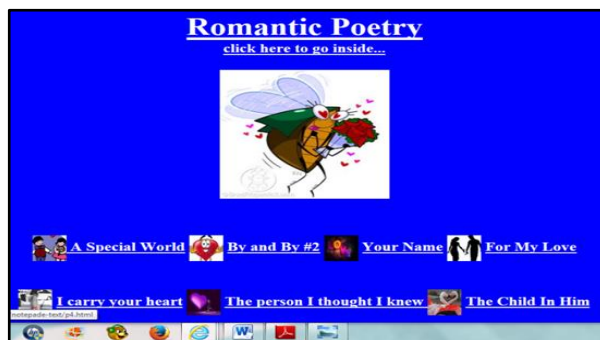 Romantic Poetry
click here to go inside...
A Special World By and By #2 Your Name For My Love
I carry your heart The person I thought I knew The Child In Him
notepade-text/p4.html